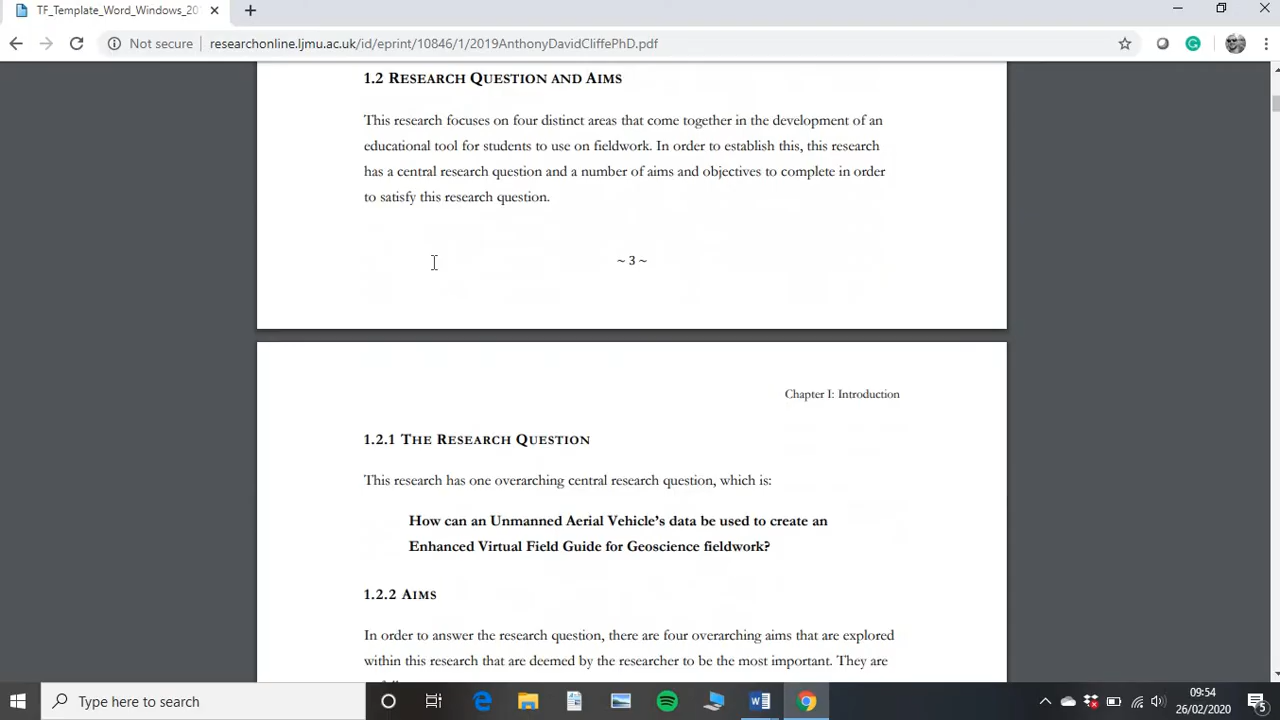 TF_Template_Word_Windows_20
Not secure
researchonline.ljmu.ac.uk/id/eprint/10846/1/2019AnthonyDavidCliffePhD.pdf
1.2 RESEARCH QUESTION AND AIMS
This research focuses on four distinct areas that come together in the development of an
educational tool for students to use on fieldwork. In order to establish this, this research
has a central research question and a number of aims and objectives to complete in order
to satisfy this research question.
~ 3 ~
Chapter I: Introduction
1.2.1 THE RESEARCH QUESTION
This research has one overarching central research question, which is:
How can an Unmanned Aerial Vehicle's data be used to create an
Enhanced Virtual Field Guide for Geoscience fieldwork?
1.2.2 AIMS
In order to answer the research question, there are four overarching aims that are explored
within this research that are deemed by the researcher to be the most important. They are
Type here to search
09:54
26/02/2020
5